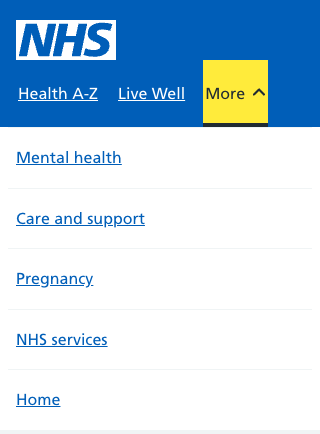 NHS
Health A-Z Live Well More
Mental health
Care and support
Pregnancy
NHS services
Home